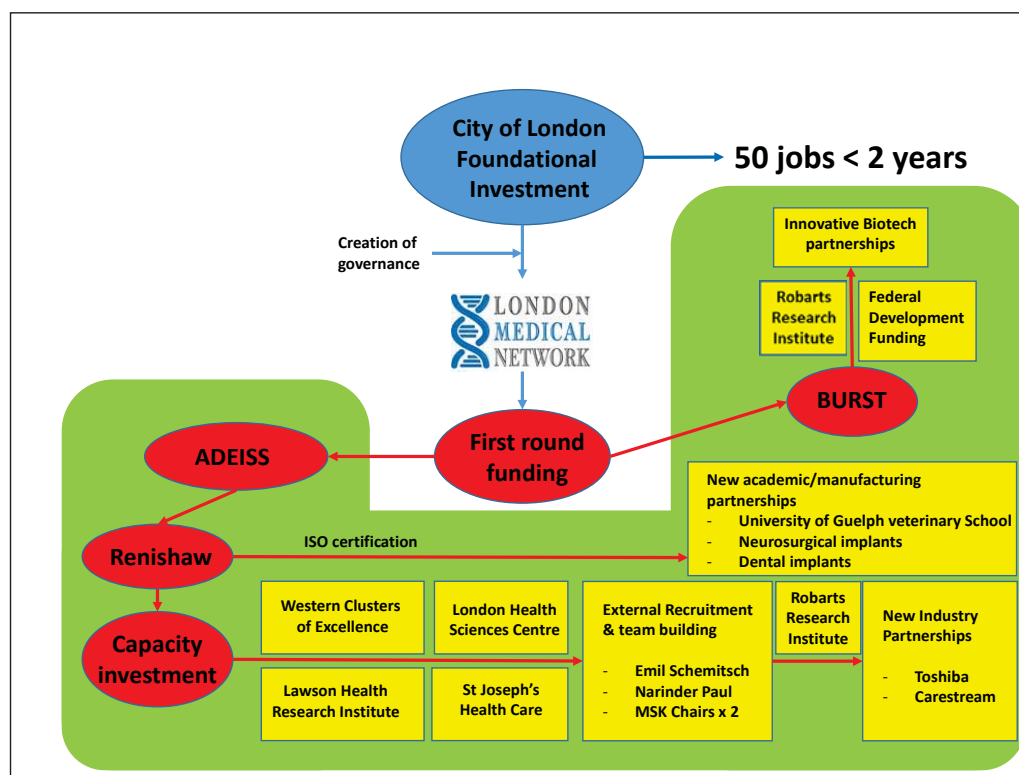 City of London
Foundational
Investment
50 jobs < 2 years
Creation of
governance
LONDON
MEDICAL
NETWORK
Innovative Biotech
partnerships
Robarts
Research
Institute
Federal
Development
Funding
BURST
First round
funding
ADEISS
Renishaw
ISO certification
New academic/manufacturing
partnerships
- University of Guelph veterinary School
- Neurosurgical implants
- Dental implants
Capacity
investment
Western Clusters
of Excellence
London Health
Sciences Centre
Lawson Health
Research Institute
St Joseph's
Health Care
External Recruitment
& team building
- Emil Schemitsch
- Narinder Paul
- MSK Chairs x 2
Robarts
Research
Institute
New Industry
Partnerships
- Toshiba
- Carestream